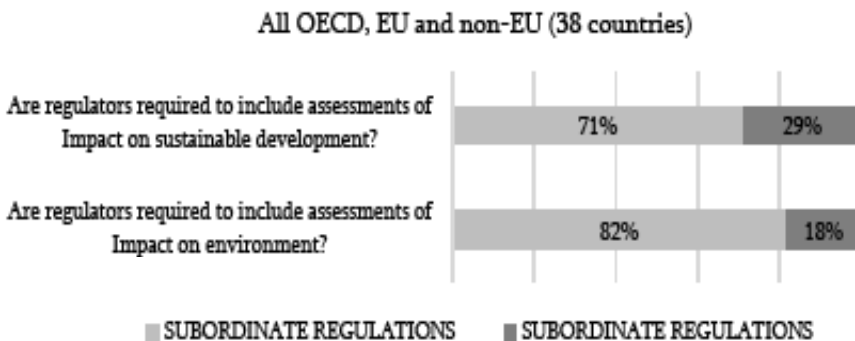 All OECD, EU and non-EU (38 countries)
Are regulators required to include assessments of
Impact on sustainable development?
71%
29%
Are regulators required to include assessments of
Impact on environment?
82%
18%
SUBORDINATE REGULATIONS
SUBORDINATE REGULATIONS